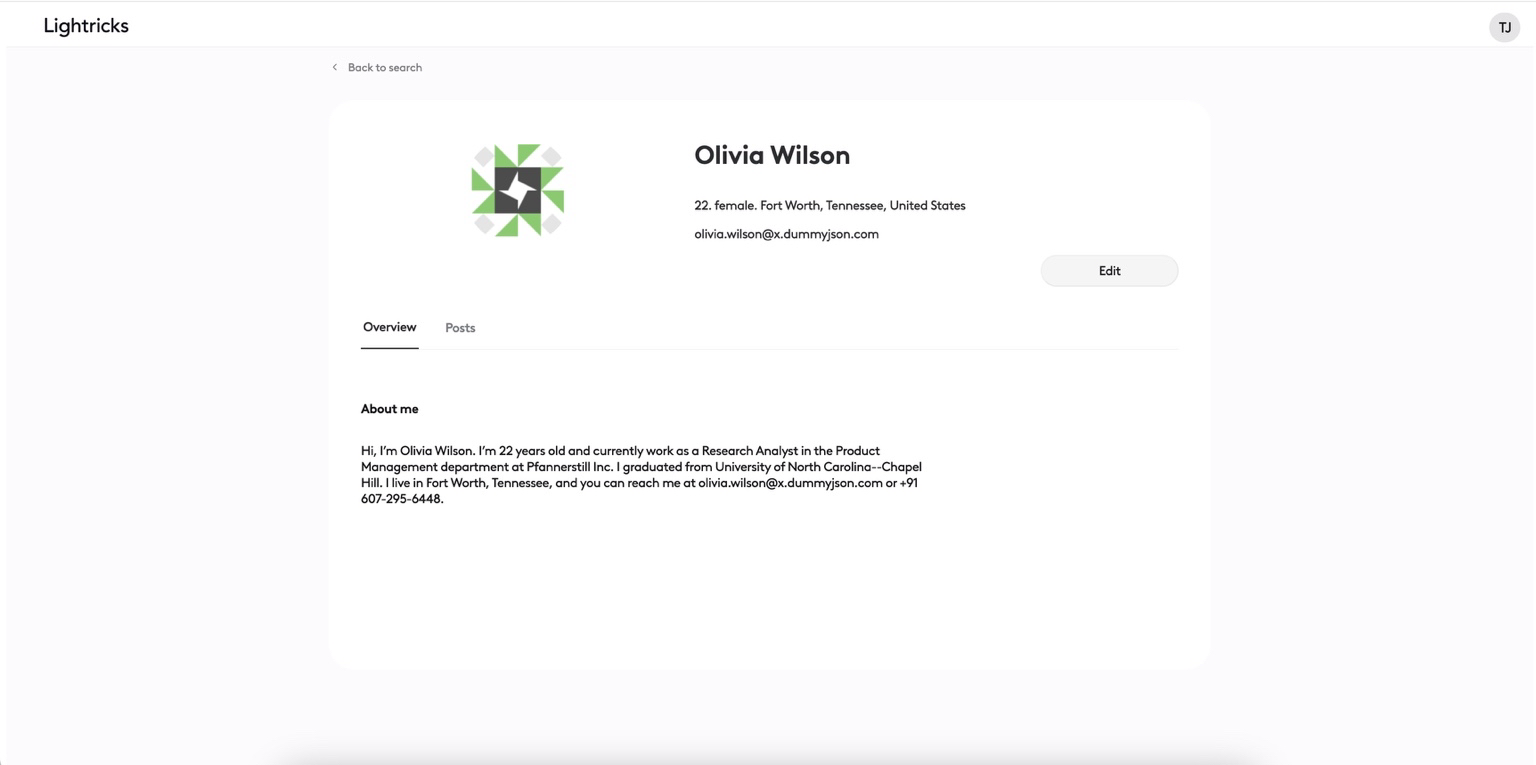 Lightricks
TJ
Back to search
Olivia Wilson
22. female. Fort Worth, Tennessee, United States
olivia.wilson@x.dummyjson.com
Edit
Overview
Posts
About me
Hi, I'm Olivia Wilson. I'm 22 years old and currently work as a Research Analyst in the Product
Management department at Pfannerstill Inc. I graduated from University of North Carolina--Chapel
Hill. I live in Fort Worth, Tennessee, and you can reach me at olivia.wilson@x.dummyjson.com or +91
607-295-6448.